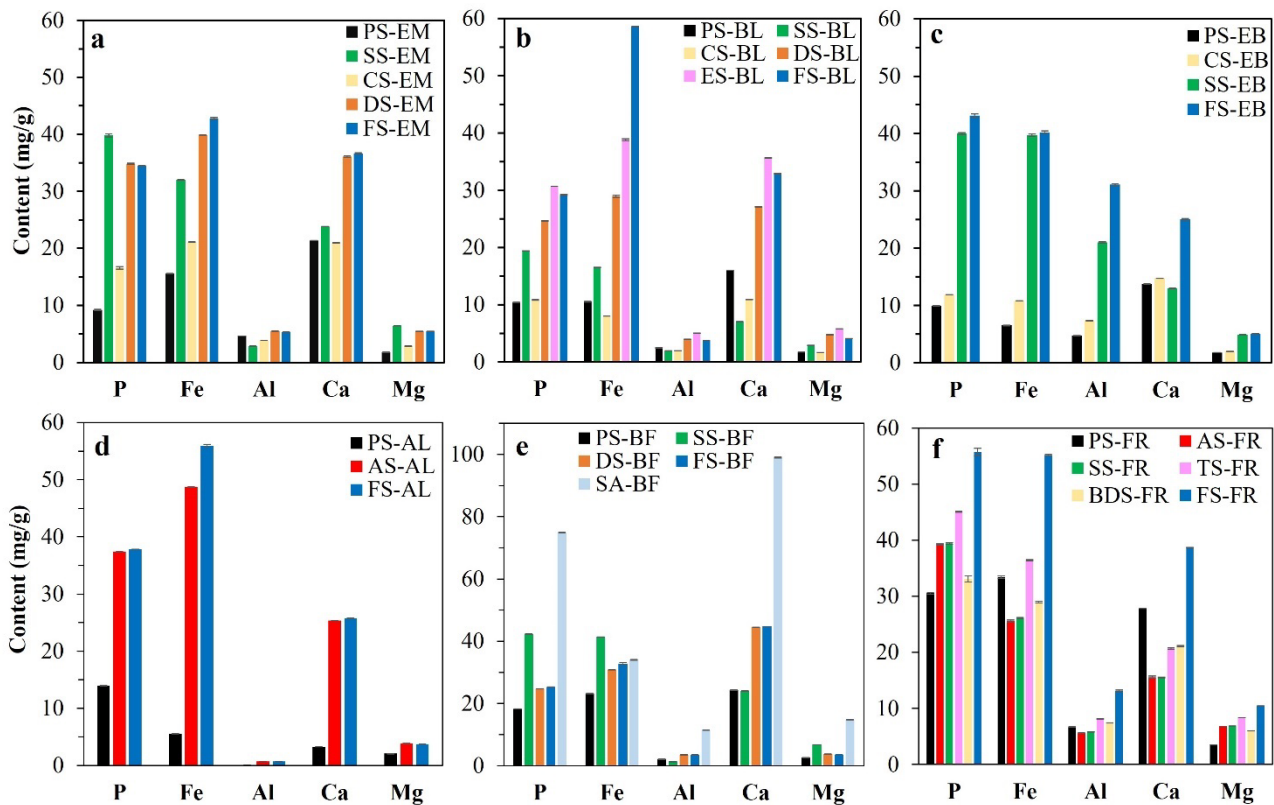 60
50
40
30
20
10
0
Content (mg/g)
a
PS-EM
SS-EM
CS-EM
DS-EM
FS-EM
P Fe Al Ca Mg
60
50
40
30
20
10
0
b
PS-BL SS-BL
CS-BL DS-BL
ES-BL FS-BL
P Fe Al Ca Mg
60
50
40
30
20
10
0
c
PS-EB
CS-EB
SS-EB
FS-EB
P Fe Al Ca Mg
60
50
40
30
20
10
0
Content (mg/g)
d
PS-AL
AS-AL
FS-AL
P Fe Al Ca Mg
100
80
60
40
20
0
e
PS-BF SS-BF
DS-BF FS-BF
SA-BF
P Fe Al Ca Mg
60
50
40
30
20
10
0
f
PS-FR AS-FR
SS-FR TS-FR
BDS-FR FS-FR
P Fe Al Ca Mg